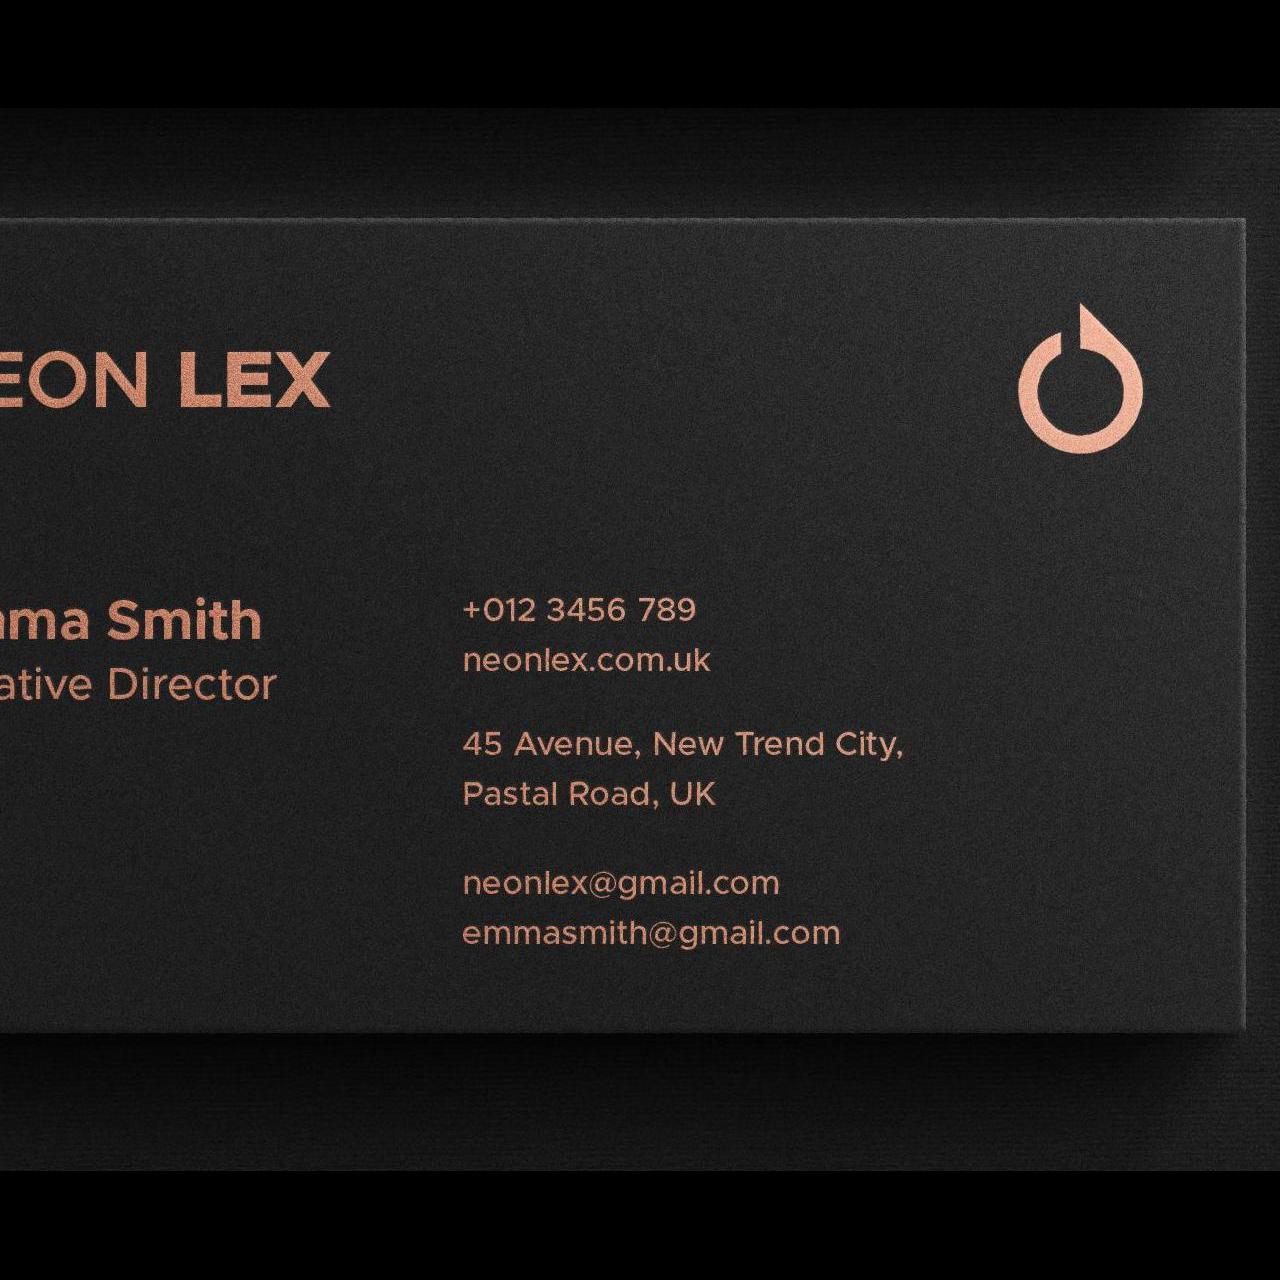 EON LEX
mma Smith
ative Director
+012 3456 789
neonlex.com.uk
45 Avenue, New Trend City,
Pastal Road, UK
neonlex@gmail.com
emmasmith@gmail.com